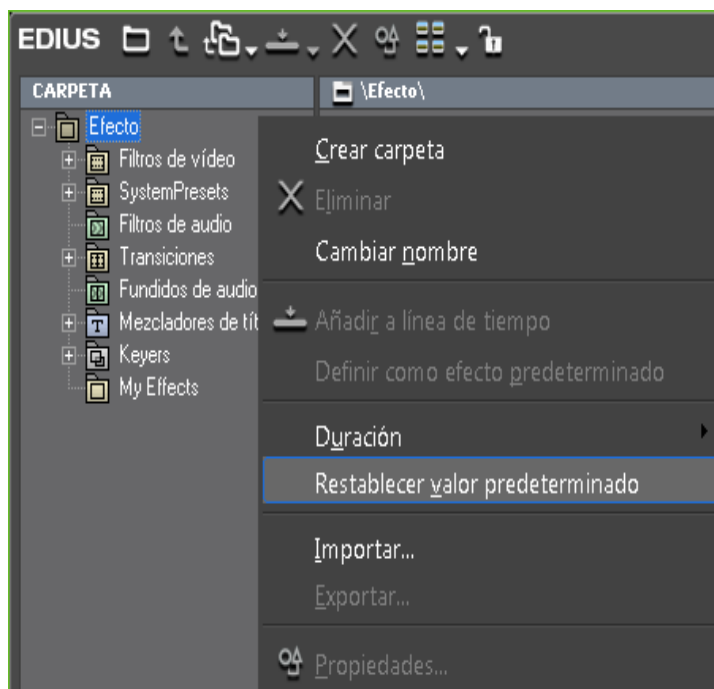 EDIUS
CARPETA
\Efecto\
Efecto
Filtros de vídeo
SystemPresets
Filtros de audio
Transiciones
Fundidos de audio
Mezcladores de tít
Keyers
My Effects
Crear carpeta
Eliminar
Cambiar nombre
Añadir a línea de tiempo
Definir como efecto predeterminado
Duración
Restablecer valor predeterminado
Importar...
Exportar...
Propiedades...